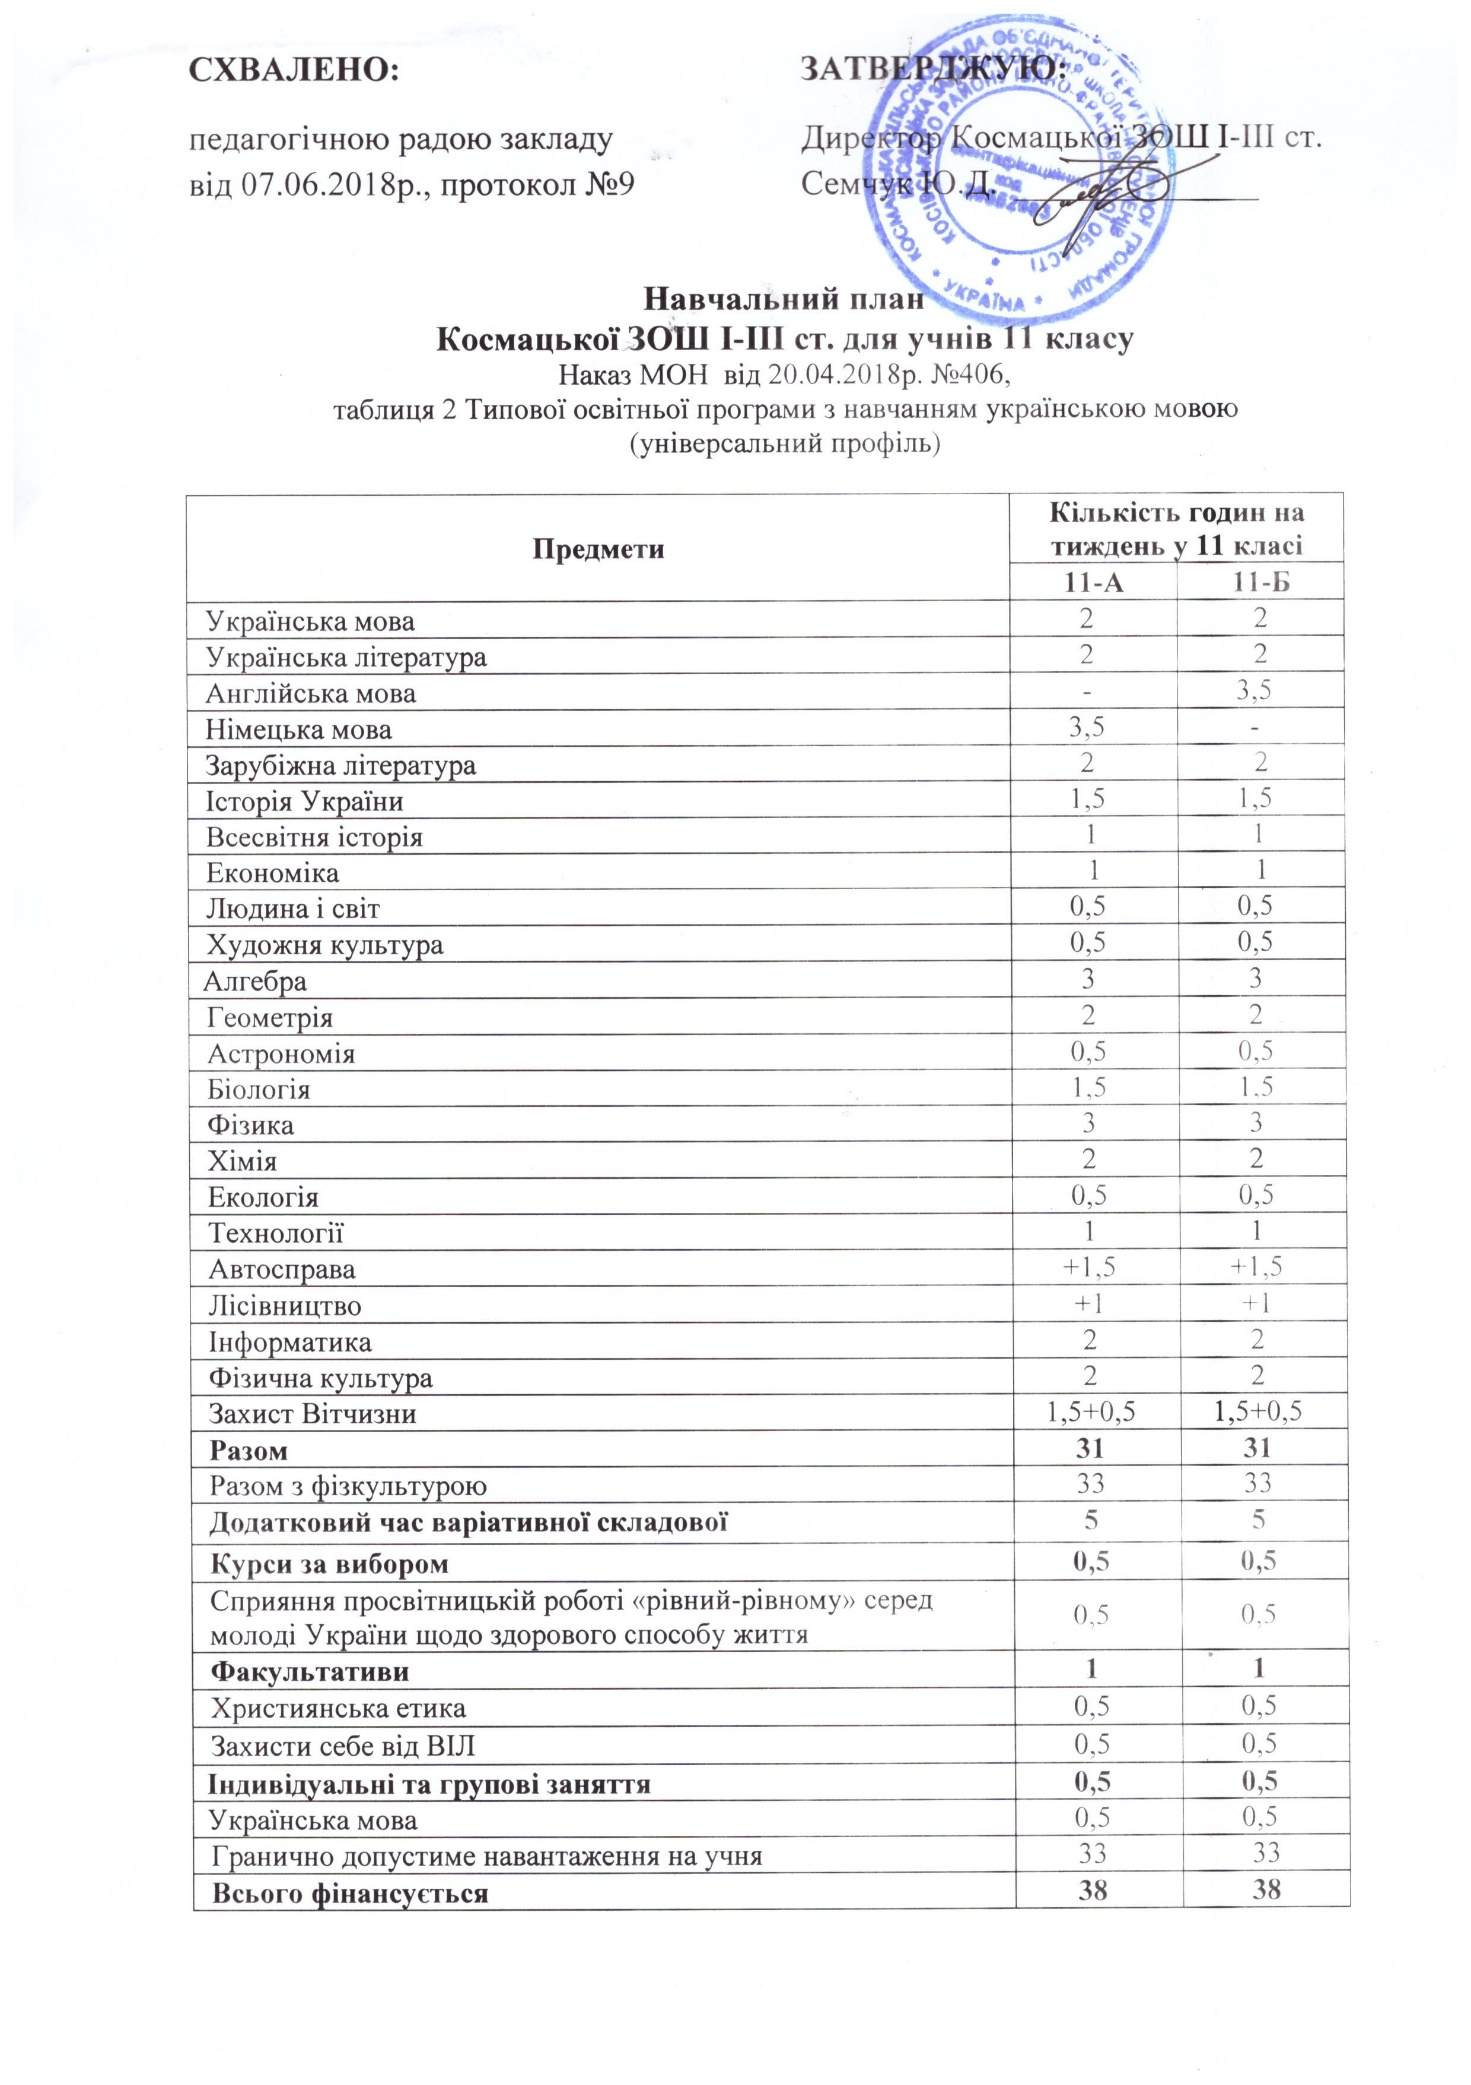 СХВАЛЕНО:
педагогічною радою закладу
від 07.06.2018р., протокол №9
ЗАТВЕРДЖУЮ:
Директор Космацької ЗОШ І-ІІІ ст.
Семчук Ю.Д.
* УКРАЇНА *
Навчальний план
Космацької ЗОШ І-ІІІ ст. для учнів 11 класу
Наказ МОН від 20.04.2018р. №406,
таблиця 2 Типової освітньої програми з навчанням українською мовою
(універсальний профіль)
Предмети
Кількість годин на
тиждень у 11 класі
11-А 11-Б
Українська мова 2 2
Українська література 2 2
Англійська мова - 3,5
Німецька мова 3,5 -
Зарубіжна література 2 2
Історія України 1,5 1,5
Всесвітня історія 1 1
Економіка 1 1
Людина і світ 0,5 0,5
Художня культура 0,5 0,5
Алгебра 3 3
Геометрія 2 2
Астрономія 0,5 0,5
Біологія 1,5 1,5
Фізика 3 3
Хімія 2 2
Екологія 0,5 0,5
Технології 1 1
Автосправа +1,5 +1,5
Лісівництво +1 +1
Інформатика 2 2
Фізична культура 2 2
Захист Вітчизни 1,5+0,5 1,5+0,5
Разом 31 31
Разом з фізкультурою 33 33
Додатковий час варіативної складової 5 5
Курси за вибором 0,5 0,5
Сприяння просвітницькій роботі «рівний-рівному» серед
молоді України щодо здорового способу життя 0,5 0,5
Факультативи 1 1
Християнська етика 0,5 0,5
Захисти себе від ВІЛ 0,5 0,5
Індивідуальні та групові заняття 0,5 0,5
Українська мова 0,5 0,5
Гранично допустиме навантаження на учня 33 33
Всього фінансується 38 38